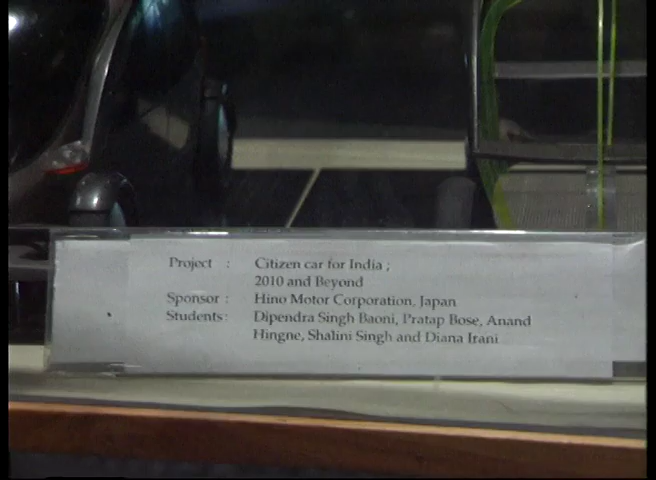 Project : Citizen car for India ;
2010 and Beyond
Sponsor : Hino Motor Corporation, Japan
Students : Dipendra Singh Baoni, Pratap Bose, Anand
Hingne, Shalini Singh and Diana Irani